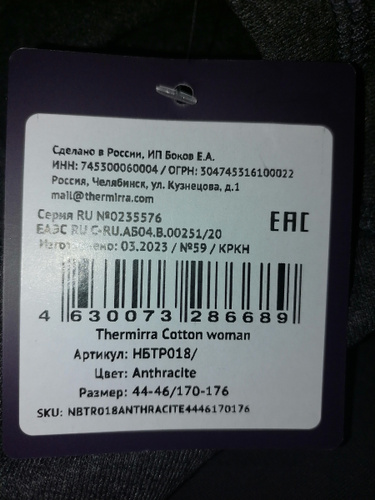 Сделано в России, ИП Боков Е.А.
ИНН: 745300060004 / ОГРН: 304745316100022
Россия, Челябинск, ул. Кузнецова, д.1
mail@thermirra.com
Серия RU №0235576
ЕАЭС RU C-RU.АБ04.В.00251/20
EAC
Изготовлено: 03.2023 / №59 / КРКН
4 630073 286689
Thermirra Cotton woman
Артикул: НБТР018/
Цвет: Anthracite
Размер: 44-46/170-176
SKU: NBTR018ANTHRACITE4446170176